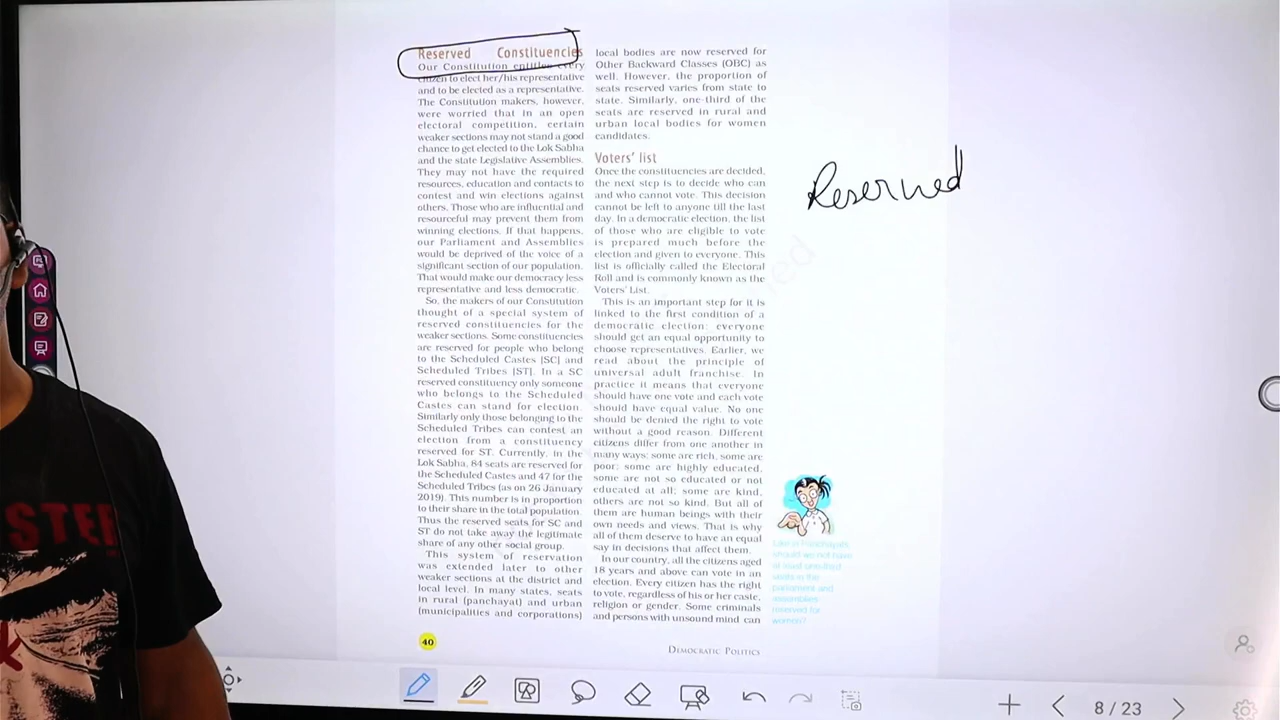 Reserved Constituencies
Our Constitution entitles every
citizen to elect her/his representative
and to be elected as a representative.
The Constitution makers, however,
were worried that in an open
electoral competition, certain
weaker sections may not stand a good
chance to get elected to the Lok Sabha
and the state Legislative Assemblies.
They may not have the required
resources, education and contacts to
contest and win elections against
others. Those who are influential and
resourceful may prevent them from
winning elections. If that happens,
our Parliament and Assemblies
would be deprived of the voice of a
significant section of our population.
That would make our democracy less
representative and less democratic.
So, the makers of our Constitution
thought of a special system of
reserved constituencies for the
weaker sections. Some constituencies
are reserved for people who belong
to the Scheduled Castes [SC] and
Scheduled Tribes [ST]. In a SC
reserved constituency only someone
who belongs to the Scheduled
Castes can stand for election.
Similarly only those belonging to the
Scheduled Tribes can contest an
election from a constituency
reserved for ST. Currently, in the
Lok Sabha, 84 seats are reserved for
the Scheduled Castes and 47 for the
Scheduled Tribes (as on 26 January
2019). This number is in proportion
to their share in the total population.
Thus the reserved seats for SC and
ST do not take away the legitimate
share of any other social group.
This system of reservation
was extended later to other
weaker sections at the district and
local level. In many states, seats
in rural (panchayat) and urban
(municipalities and corporations)
local bodies are now reserved for
Other Backward Classes (OBC) as
well. However, the proportion of
seats reserved varies from state to
state. Similarly, one-third of the
seats are reserved in rural and
urban local bodies for women
candidates.
Voters' list
Once the constituencies are decided,
the next step is to decide who can
and who cannot vote. This decision
cannot be left to anyone till the last
day. In a democratic election, the list
of those who are eligible to vote
is prepared much before the
election and given to everyone. This
list is officially called the Electoral
Roll and is commonly known as the
Voters' List.
This is an important step for it is
linked to the first condition of a
democratic election: everyone
should get an equal opportunity to
choose representatives. Earlier, we
read about the principle of
universal adult franchise. In
practice it means that everyone
should have one vote and each vote
should have equal value. No one
should be denied the right to vote
without a good reason. Different
citizens differ from one another in
many ways: some are rich, some are
poor; some are highly educated,
some are not so educated or not
educated at all; some are kind,
others are not so kind. But all of
them are human beings with their
own needs and views. That is why
all of them deserve to have an equal
say in decisions that affect them.
In our country, all the citizens aged
18 years and above can vote in an
election. Every citizen has the right
to vote, regardless of his or her caste,
religion or gender. Some criminals
and persons with unsound mind can
Reserved
Like in Panchayats
should we not have
at least one-third
seats in the
parliament and
assemblies
reserved for
women?
40
Democratic Politics
8 / 23